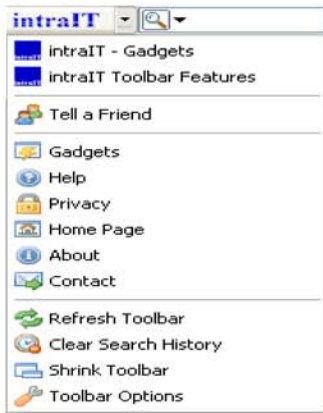 intraIT
intraIT - Gadgets
intraIT Toolbar Features
Tell a Friend
Gadgets
Help
Privacy
Home Page
About
Contact
Refresh Toolbar
Clear Search History
Shrink Toolbar
Toolbar Options